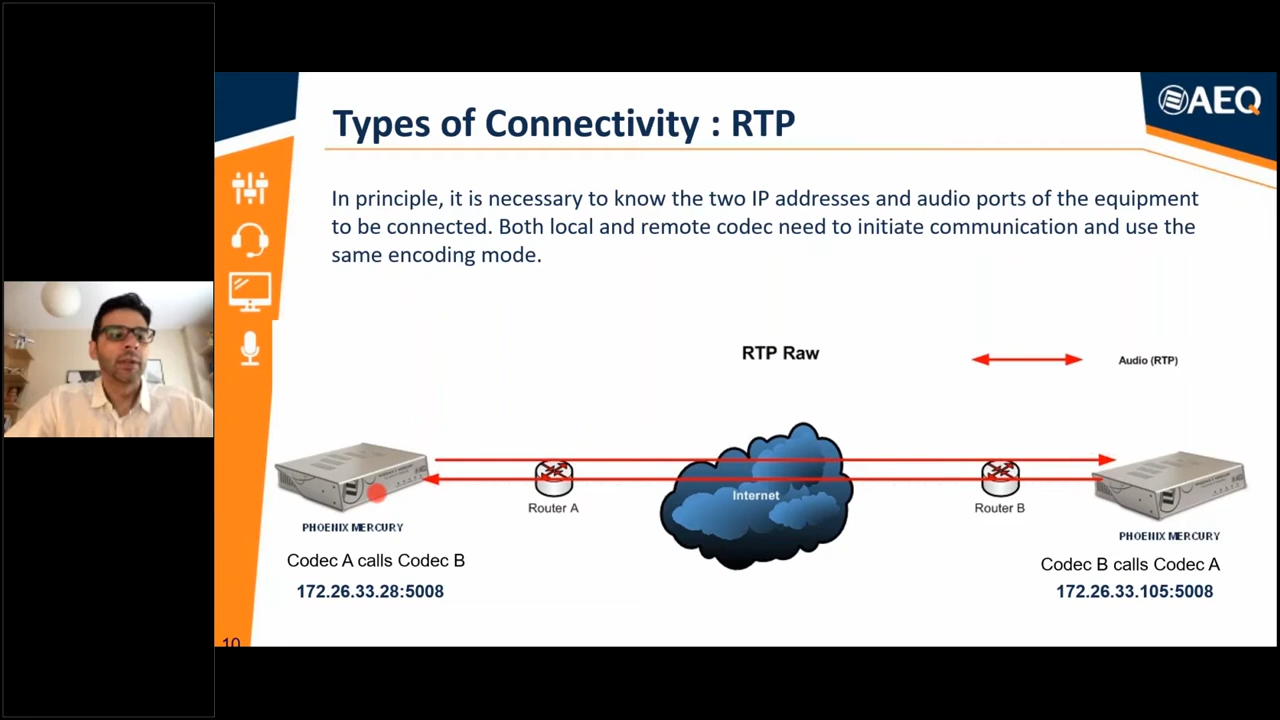 Types of Connectivity : RTP
AEQ
In principle, it is necessary to know the two IP addresses and audio ports of the equipment
to be connected. Both local and remote codec need to initiate communication and use the
same encoding mode.
RTP Raw
Audio (RTP)
Internet
Router A
Router B
PHOENIX MERCURY
PHOENIX MERCURY
Codec A calls Codec B
Codec B calls Codec A
172.26.33.28:5008
172.26.33.105:5008
10